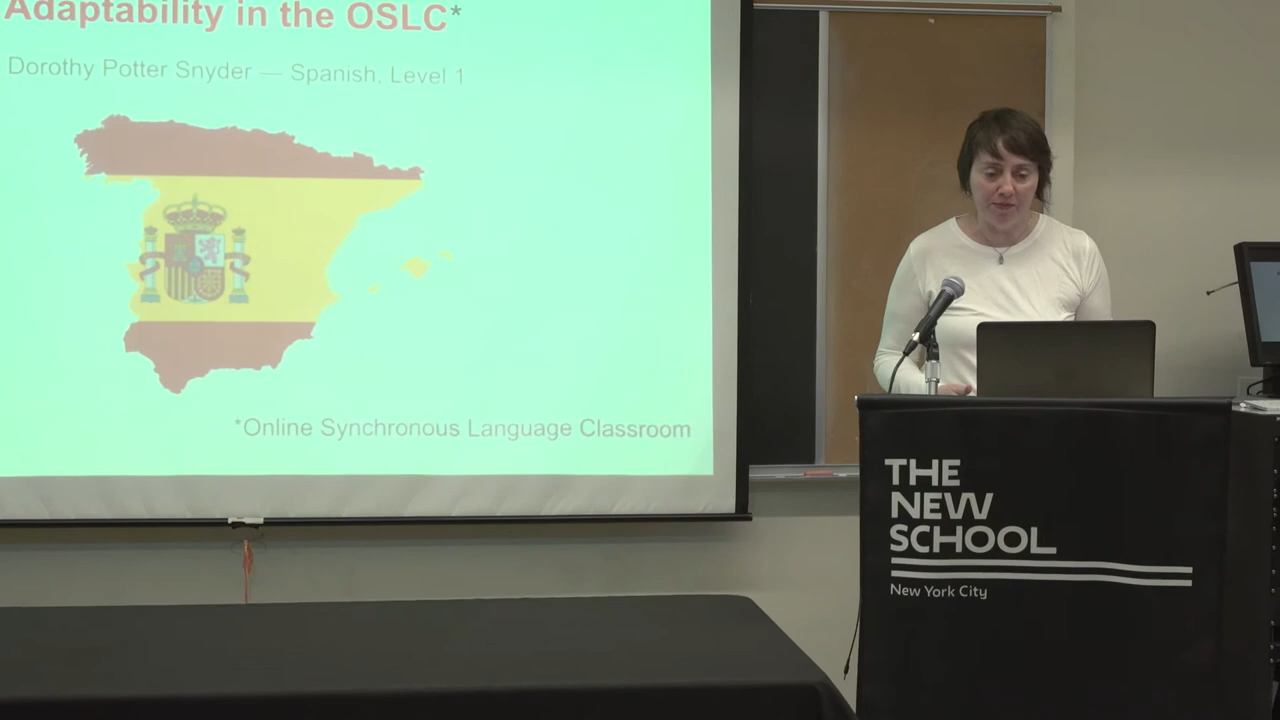 Adaptability in the OSLC*
Dorothy Potter Snyder — Spanish, Level 1
*Online Synchronous Language Classroom
THE
NEW
SCHOOL
New York City